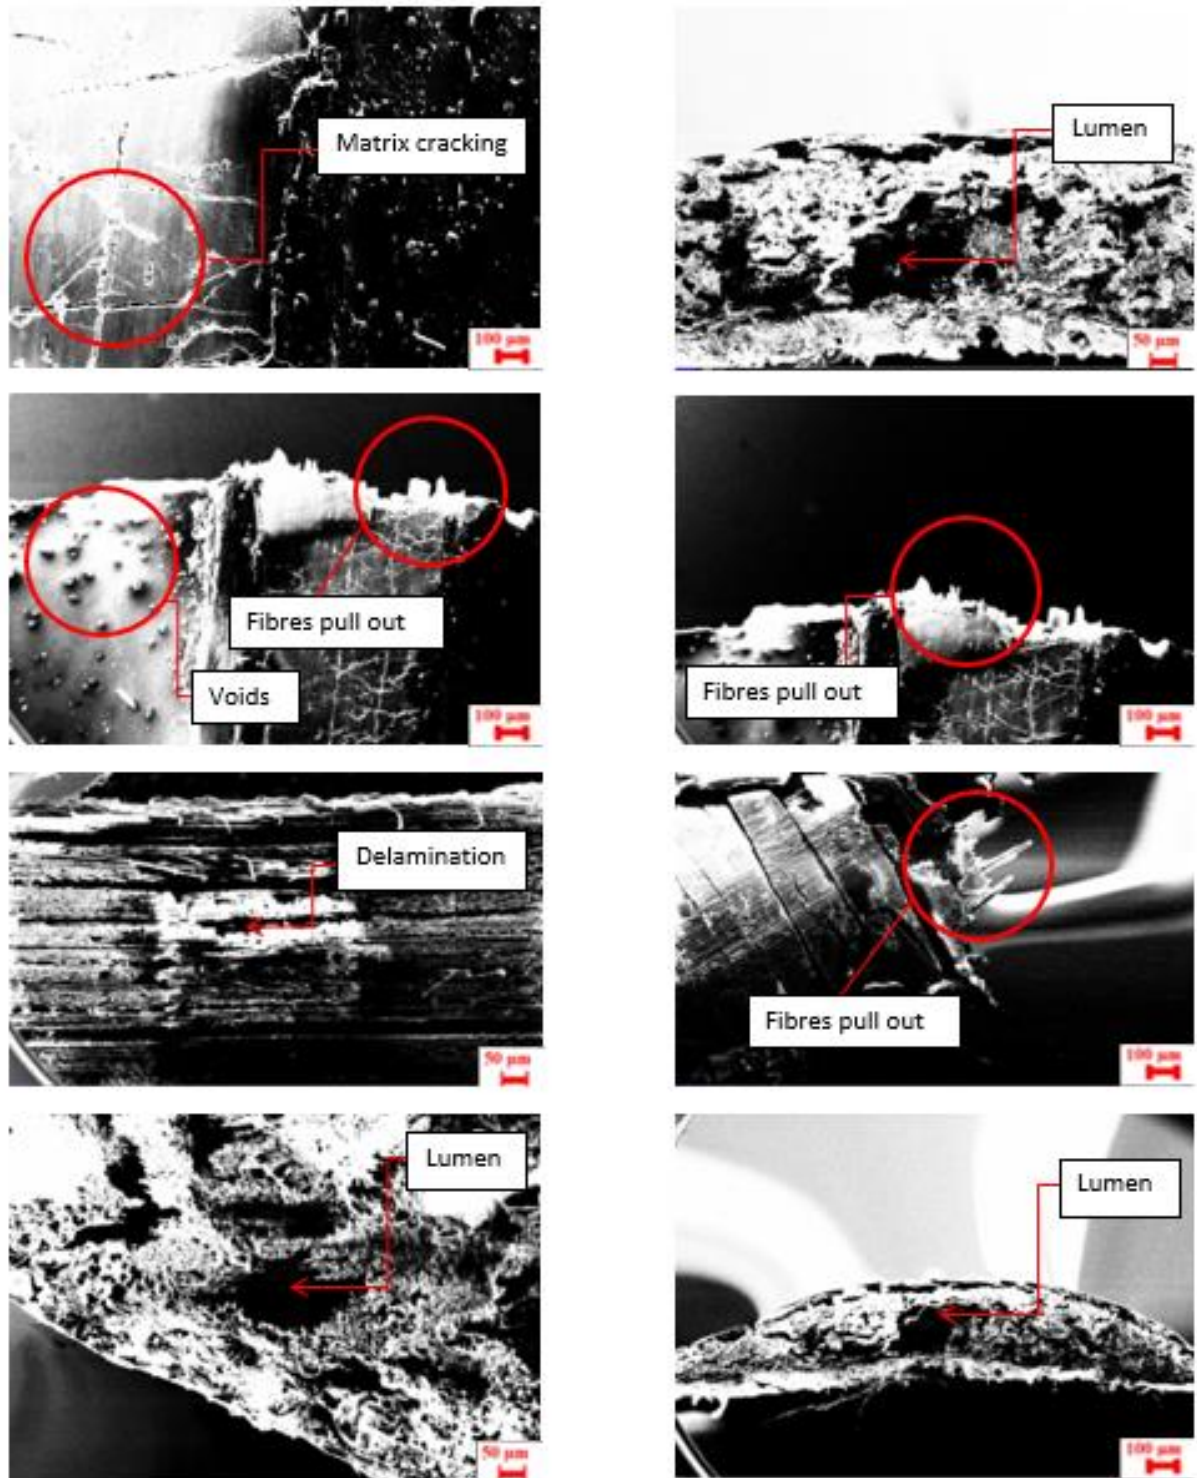 Matrix cracking
100 µm
Lumen
50 µm
Fibres pull out
Voids
100 µm
Fibres pull out
100 µm
Delamination
50 µm
Fibres pull out
100 µm
Lumen
50 µm
Lumen
100 µm